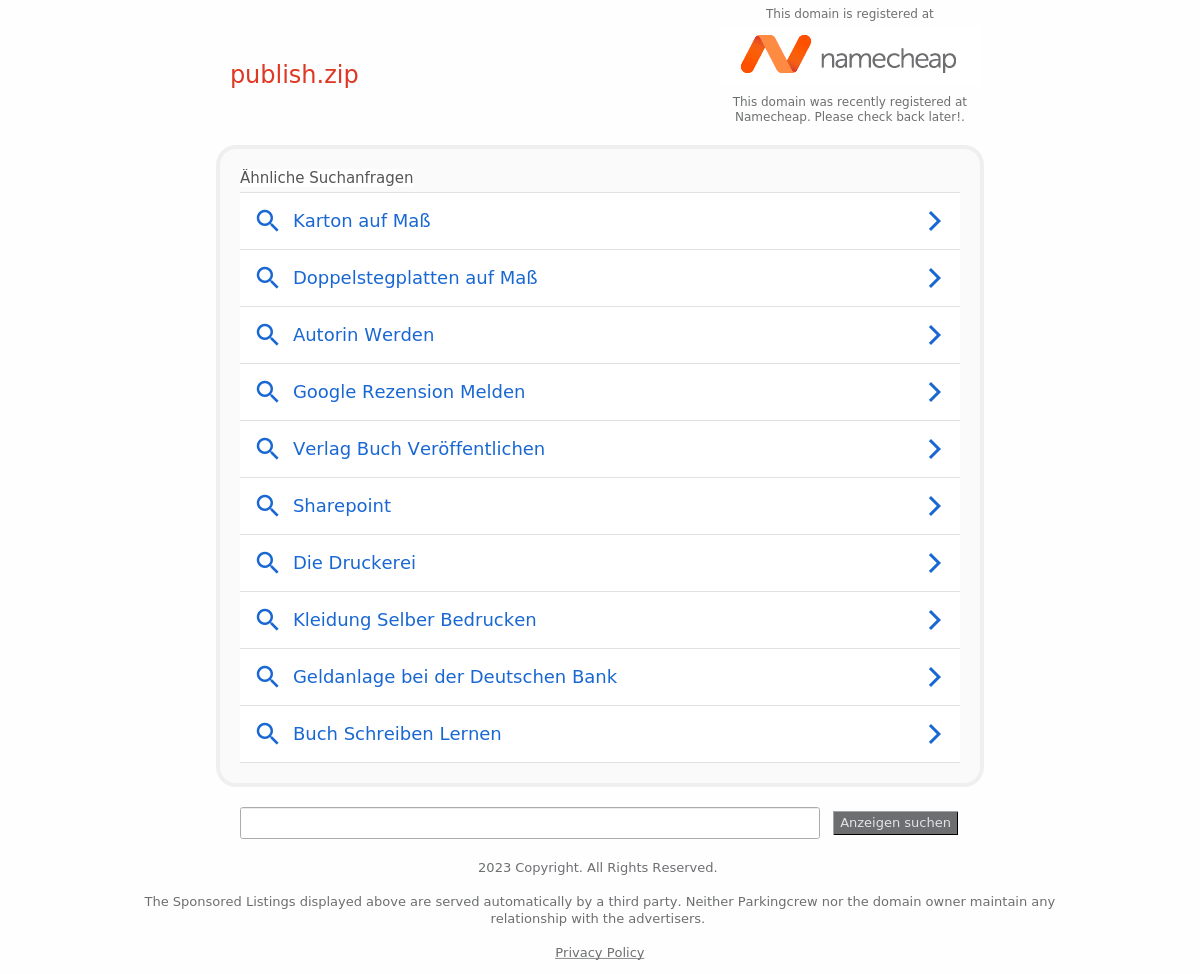 This domain is registered at
namecheap
publish.zip
This domain was recently registered at
Namecheap. Please check back later!.
Ähnliche Suchanfragen
Karton auf Maß
Doppelstegplatten auf Maß
Autorin Werden
Google Rezension Melden
Verlag Buch Veröffentlichen
Sharepoint
Die Druckerei
Kleidung Selber Bedrucken
Geldanlage bei der Deutschen Bank
Buch Schreiben Lernen
Anzeigen suchen
2023 Copyright. All Rights Reserved.
The Sponsored Listings displayed above are served automatically by a third party. Neither Parkingcrew nor the domain owner maintain any
relationship with the advertisers.
Privacy Policy